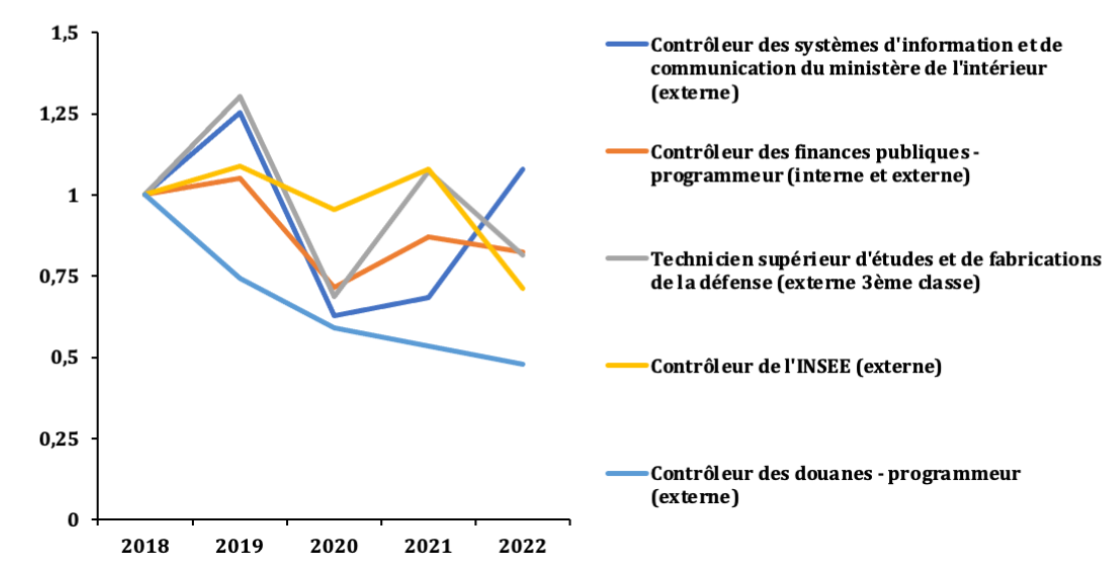 1,5
1,25
1
0,75
0,5
0,25
0
2018
2019
2020
2021
2022
Contrôleur des systèmes d'information et de
communication du ministère de l'intérieur
(externe)
Contrôleur des finances publiques -
programmeur (interne et externe)
Technicien supérieur d'études et de fabrications
de la défense (externe 3ème classe)
Contrôleur de l'INSEE (externe)
Contrôleur des douanes - programmeur
(externe)